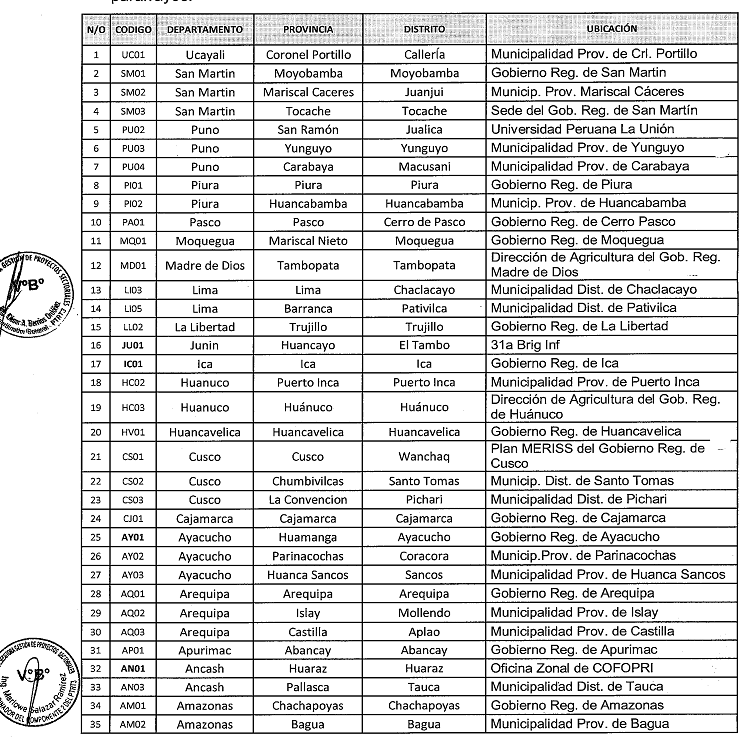 N/O CODIGO DEPARTAMENTO PROVINCIA DISTRITO UBICACIÓN
1 UC01 Ucayali Coronel Portillo Callería Municipalidad Prov. de Crl. Portillo
2 SM01 San Martin Moyobamba Moyobamba Gobierno Reg. de San Martin
3 SM02 San Martin Mariscal Caceres Juanjui Municip. Prov. Mariscal Cáceres
4 SM03 San Martin Tocache Tocache Sede del Gob. Reg. de San Martín
5 PU02 Puno San Ramón Jualica Universidad Peruana La Unión
6 PU03 Puno Yunguyo Yunguyo Municipalidad Prov. de Yunguyo
7 PU04 Puno Carabaya Macusani Municipalidad Prov. de Carabaya
8 PI01 Piura Piura Piura Gobierno Reg. de Piura
9 PI02 Piura Huancabamba Huancabamba Municip. Prov. de Huancabamba
10 PA01 Pasco Pasco Cerro de Pasco Gobierno Reg. de Cerro Pasco
11 MQ01 Moquegua Mariscal Nieto Moquegua Gobierno Reg. de Moquegua
12 MD01 Madre de Dios Tambopata Tambopata Dirección de Agricultura del Gob. Reg.
Madre de Dios
13 LI03 Lima Lima Chaclacayo Municipalidad Dist. de Chaclacayo
14 LI05 Lima Barranca Pativilca Municipalidad Dist. de Pativilca
15 LL02 La Libertad Trujillo Trujillo Gobierno Reg. de La Libertad
16 JU01 Junin Huancayo El Tambo 31a Brig Inf
17 IC01 Ica Ica Ica Gobierno Reg. de Ica
18 HC02 Huanuco Puerto Inca Puerto Inca Municipalidad Prov. de Puerto Inca
19 HC03 Huanuco Huánuco Huánuco Dirección de Agricultura del Gob. Reg.
de Huánuco
20 HV01 Huancavelica Huancavelica Huancavelica Gobierno Reg. de Huancavelica
21 CS01 Cusco Cusco Wanchaq Plan MERISS del Gobierno Reg. de
Cusco
22 CS02 Cusco Chumbivilcas Santo Tomas Municip. Dist. de Santo Tomas
23 CS03 Cusco La Convencion Pichari Municipalidad Dist. de Pichari
24 CJ01 Cajamarca Cajamarca Cajamarca Gobierno Reg. de Cajamarca
25 AY01 Ayacucho Huamanga Ayacucho Gobierno Reg. de Ayacucho
26 AY02 Ayacucho Parinacochas Coracora Municip.Prov. de Parinacochas
27 AY03 Ayacucho Huanca Sancos Sancos Municipalidad Prov. de Huanca Sancos
28 AQ01 Arequipa Arequipa Arequipa Gobierno Reg. de Arequipa
29 AQ02 Arequipa Islay Mollendo Municipalidad Prov. de Islay
30 AQ03 Arequipa Castilla Aplao Municipalidad Prov. de Castilla
31 AP01 Apurimac Abancay Abancay Gobierno Reg. de Apurimac
32 AN01 Ancash Huaraz Huaraz Oficina Zonal de COFOPRI
33 AN03 Ancash Pallasca Tauca Municipalidad Dist. de Tauca
34 AM01 Amazonas Chachapoyas Chachapoyas Gobierno Reg. de Amazonas
35 AM02 Amazonas Bagua Bagua Municipalidad Prov. de Bagua
GESTIÓN DE PROYECTOS SECTORIALES
V°B°
V°B°
Ing. Marlowe Salazar Ramirez
COMPONENTE 2 DEL PTRT3